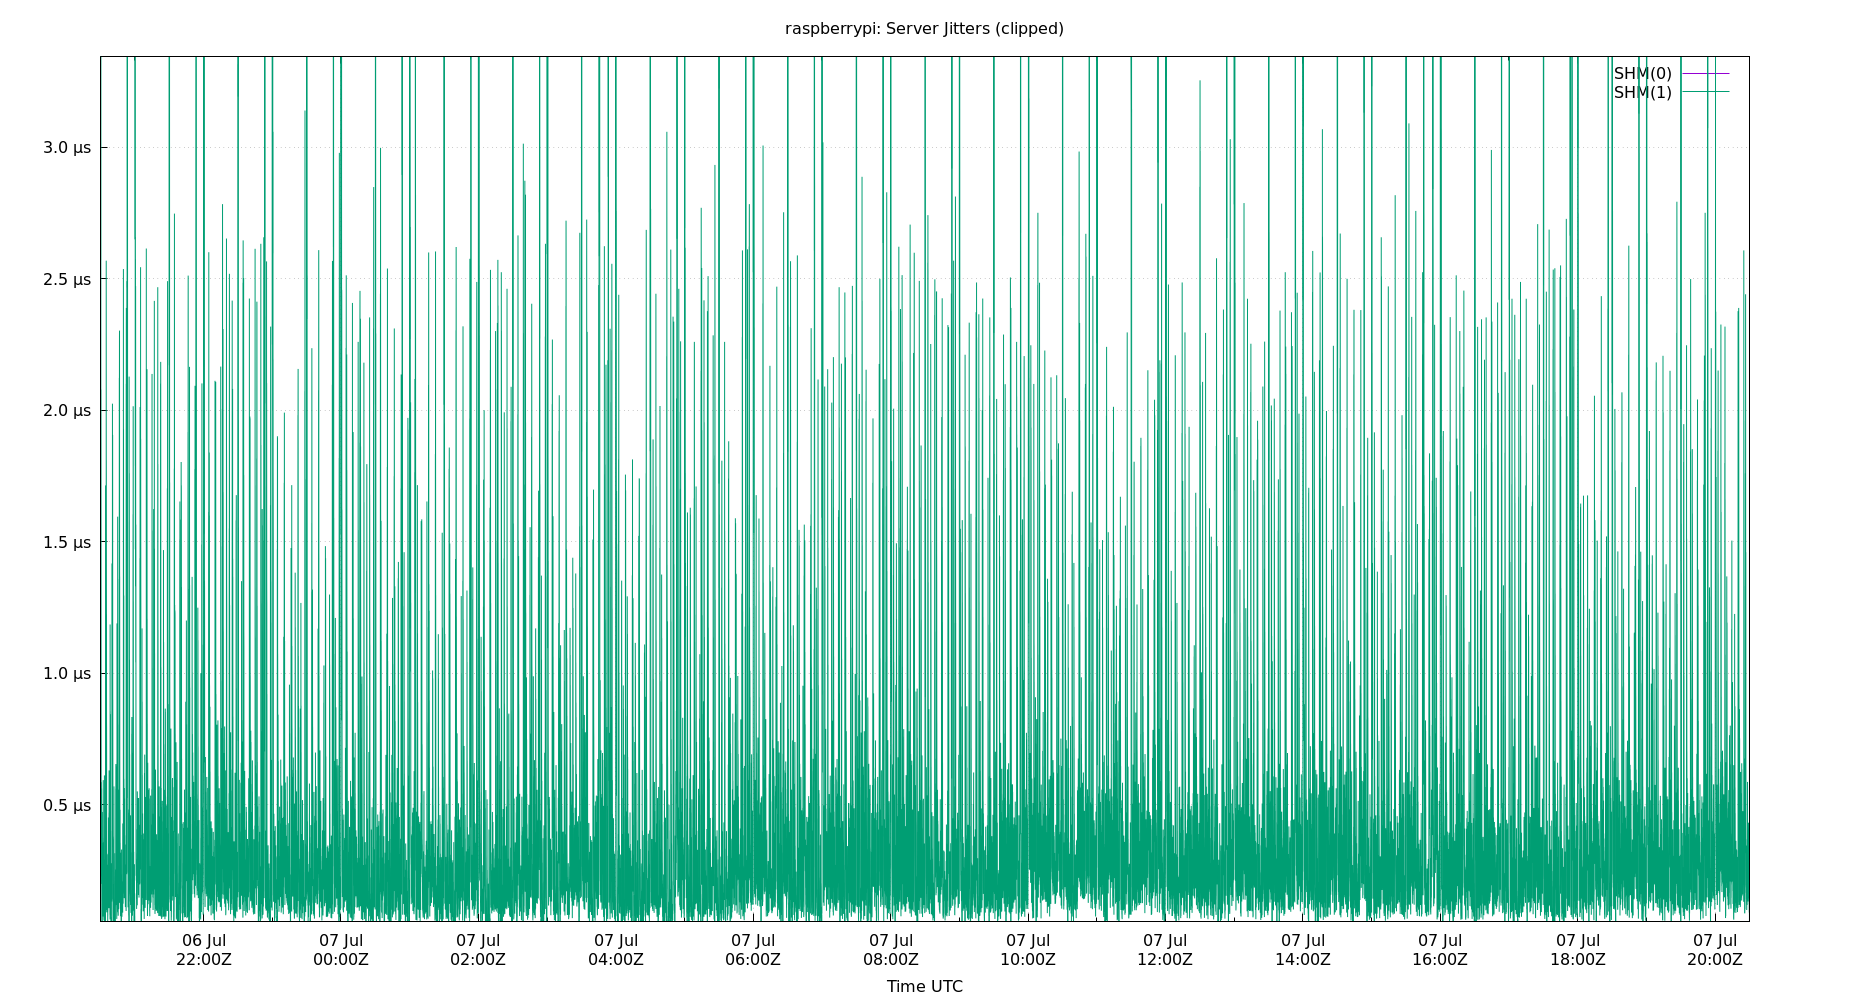 raspberrypi: Server Jitters (clipped)
SHM(0)
SHM(1)
3.0 µs
2.5 µs
2.0 µs
1.5 µs
1.0 µs
0.5 µs
06 Jul 07 Jul 07 Jul 07 Jul 07 Jul 07 Jul 07 Jul 07 Jul 07 Jul 07 Jul 07 Jul 07 Jul
22:00Z 00:00Z 02:00Z 04:00Z 06:00Z 08:00Z 10:00Z 12:00Z 14:00Z 16:00Z 18:00Z 20:00Z
Time UTC